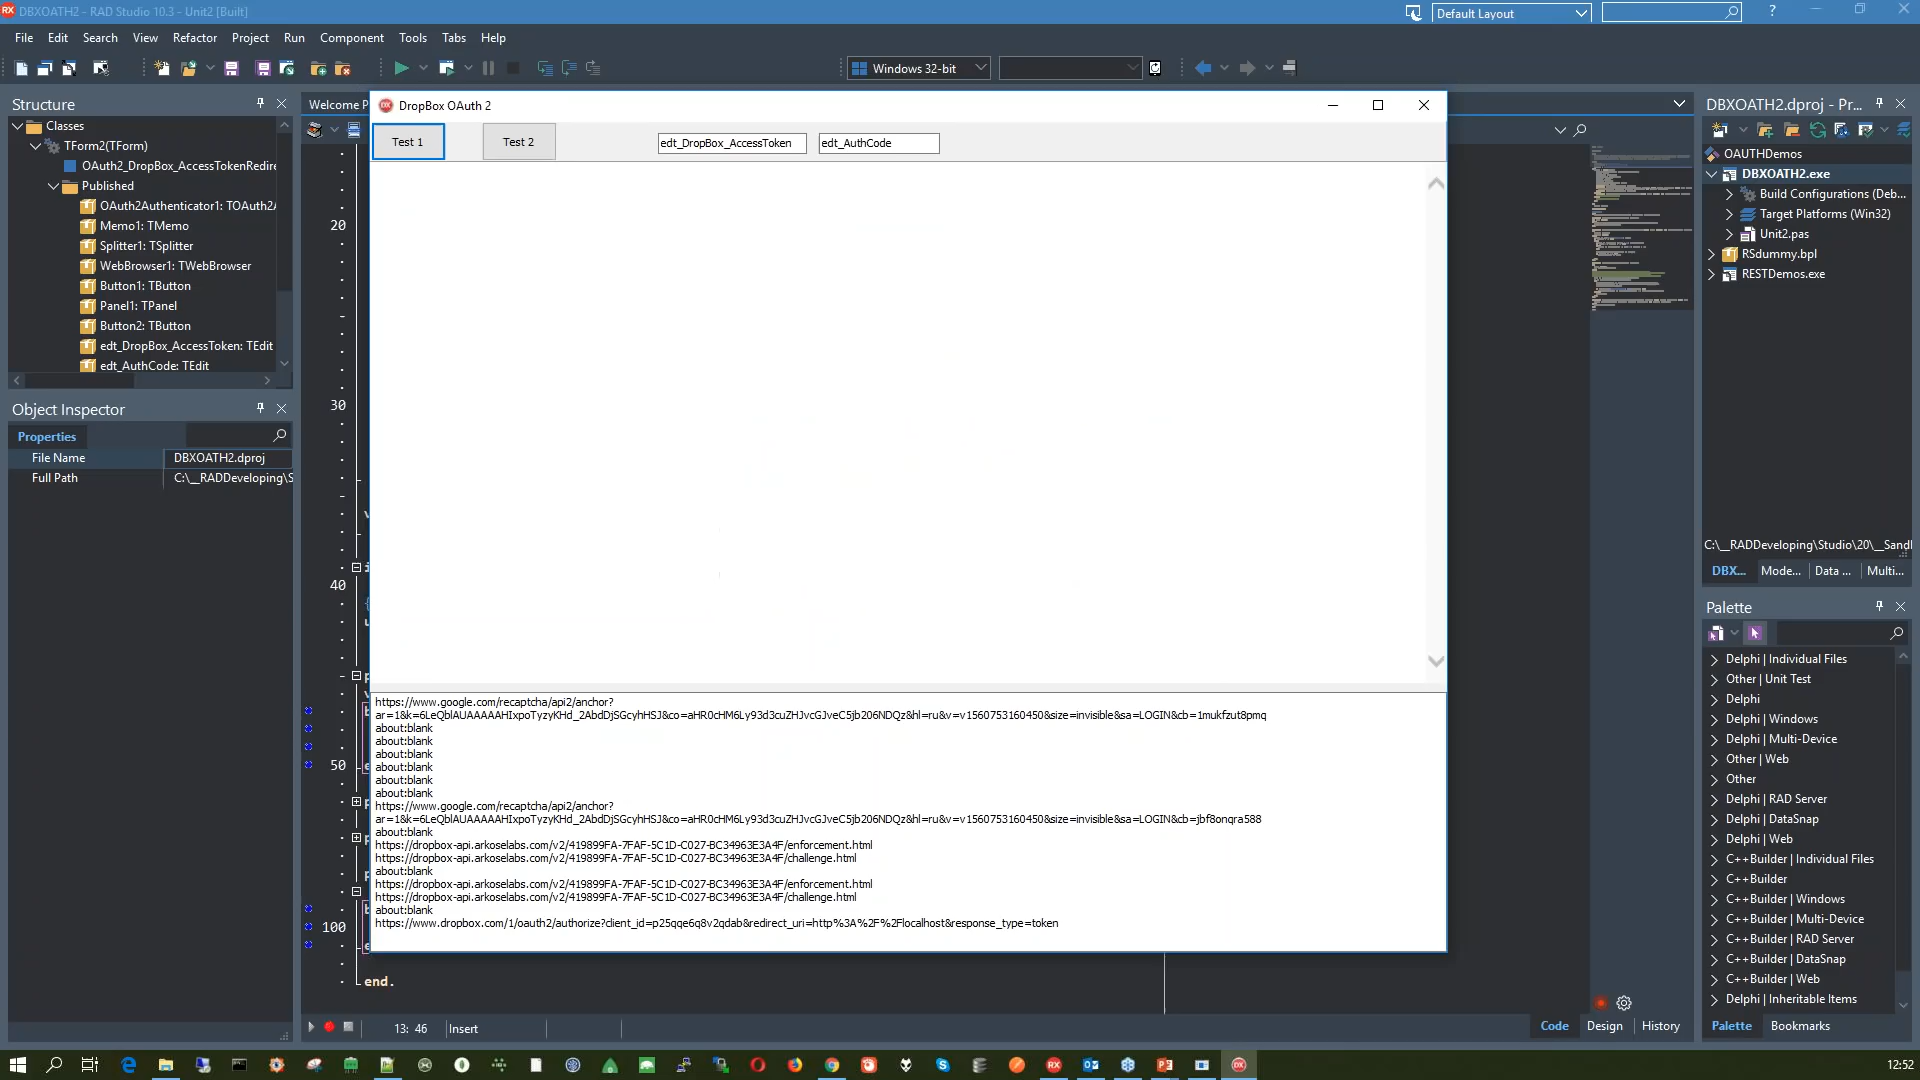 DBXOATH2 - RAD Studio 10.3 - Unit2 [Built]
Default Layout
File Edit Search View Refactor Project Run Component Tools Tabs Help
Windows 32-bit
Structure
Classes
TForm2(TForm)
OAuth2_DropBox_AccessTokenRedire
Published
OAuth2Authenticator1: TOAuth2A
Memo1: TMemo
Splitter1: TSplitter
WebBrowser1: TWebBrowser
Button1: TButton
Panel1: TPanel
Button2: TButton
edt_DropBox_AccessToken: TEdit
edt_AuthCode: TEdit
Object Inspector
Properties
File Name DBXOATH2.dproj
Full Path C:\__RADDeveloping\S
Welcome P
DropBox OAuth 2
Test 1 Test 2 edt_DropBox_AccessToken edt_AuthCode
20
30
40
50
100
end.
https://www.google.com/recaptcha/api2/anchor?
ar=1&k=6LeQblAUAAAAAHIxpoTyzyKHd_2AbdDjSGcyhHSJ&co=aHR0cHM6Ly93d3cuZHJvcGJveC5jb206NDQz&hl=ru&v=v1560753160450&size=invisible&sa=LOGIN&cb=1mukfzut8pmq
about:blank
about:blank
about:blank
about:blank
about:blank
about:blank
https://www.google.com/recaptcha/api2/anchor?
ar=1&k=6LeQblAUAAAAAHIxpoTyzyKHd_2AbdDjSGcyhHSJ&co=aHR0cHM6Ly93d3cuZHJvcGJveC5jb206NDQz&hl=ru&v=v1560753160450&size=invisible&sa=LOGIN&cb=jbf8onqra588
about:blank
https://dropbox-api.arkoselabs.com/v2/419899FA-7FAF-5C1D-C027-BC34963E3A4F/enforcement.html
https://dropbox-api.arkoselabs.com/v2/419899FA-7FAF-5C1D-C027-BC34963E3A4F/challenge.html
about:blank
https://dropbox-api.arkoselabs.com/v2/419899FA-7FAF-5C1D-C027-BC34963E3A4F/enforcement.html
https://dropbox-api.arkoselabs.com/v2/419899FA-7FAF-5C1D-C027-BC34963E3A4F/challenge.html
about:blank
https://www.dropbox.com/1/oauth2/authorize?client_id=p25qqe6q8v2qdab&redirect_uri=http%3A%2F%2Flocalhost&response_type=token
13: 46 Insert
Code Design History
DBXOATH2.dproj - Pr...
OAUTHDemos
DBXOATH2.exe
Build Configurations (Deb...
Target Platforms (Win32)
Unit2.pas
RSdummy.bpl
RESTDemos.exe
C:\__RADDeveloping\Studio\20\__Sandl
DBX... Mode... Data ... Multi...
Palette
Delphi | Individual Files
Other | Unit Test
Delphi
Delphi | Windows
Delphi | Multi-Device
Other | Web
Other
Delphi | RAD Server
Delphi | DataSnap
Delphi | Web
C++Builder | Individual Files
C++Builder
C++Builder | Windows
C++Builder | Multi-Device
C++Builder | RAD Server
C++Builder | DataSnap
C++Builder | Web
Delphi | Inheritable Items
Palette Bookmarks
12:52